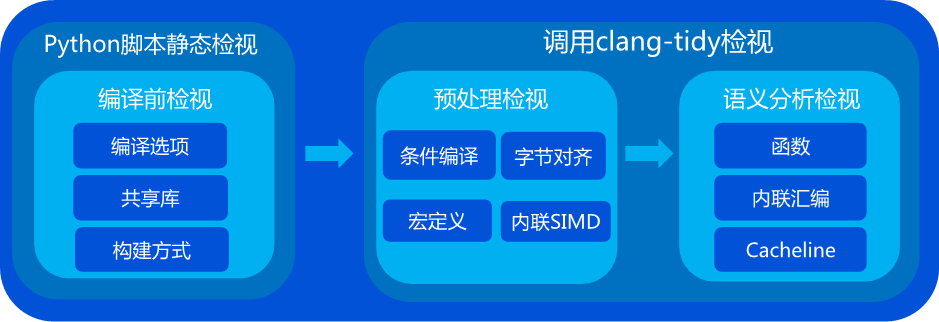 Python脚本静态检视
编译前检视
编译选项
共享库
构建方式
调用clang-tidy检视
预处理检视
条件编译
字节对齐
宏定义
内联SIMD
语义分析检视
函数
内联汇编
Cacheline